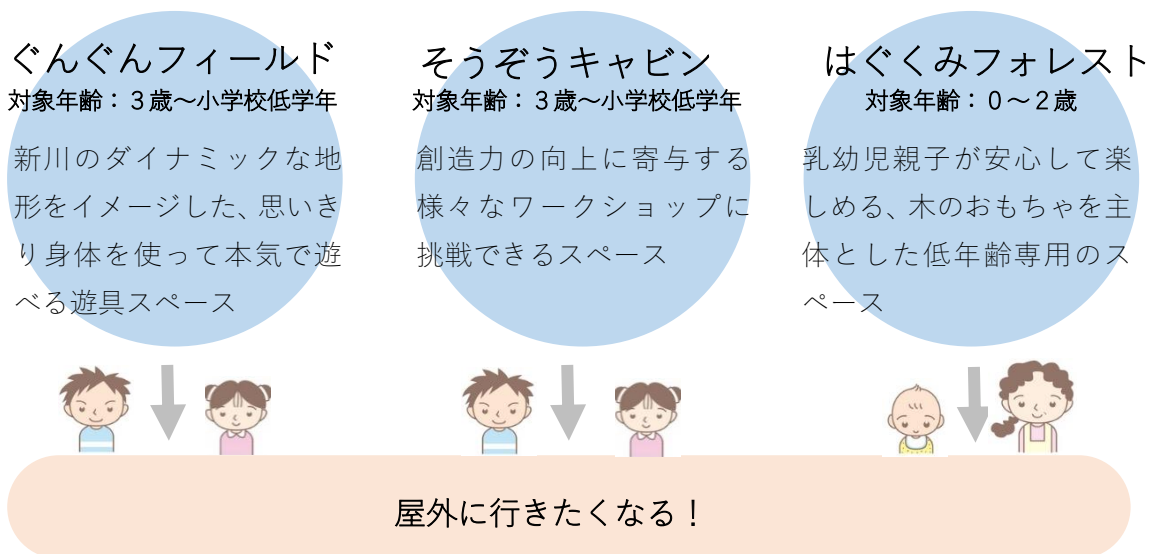 ぐんぐんフィールド
対象年齢：３歳～小学校低学年
新川のダイナミックな地
形をイメージした、思いき
り身体を使って本気で遊
べる遊具スペース
そうぞうキャビン
対象年齢：３歳～小学校低学年
創造力の向上に寄与する
様々なワークショップに
挑戦できるスペース
はぐくみフォレスト
対象年齢：０～２歳
乳幼児親子が安心して楽
しめる、木のおもちゃを主
体とした低年齢専用のス
ペース
屋外に行きたくなる！